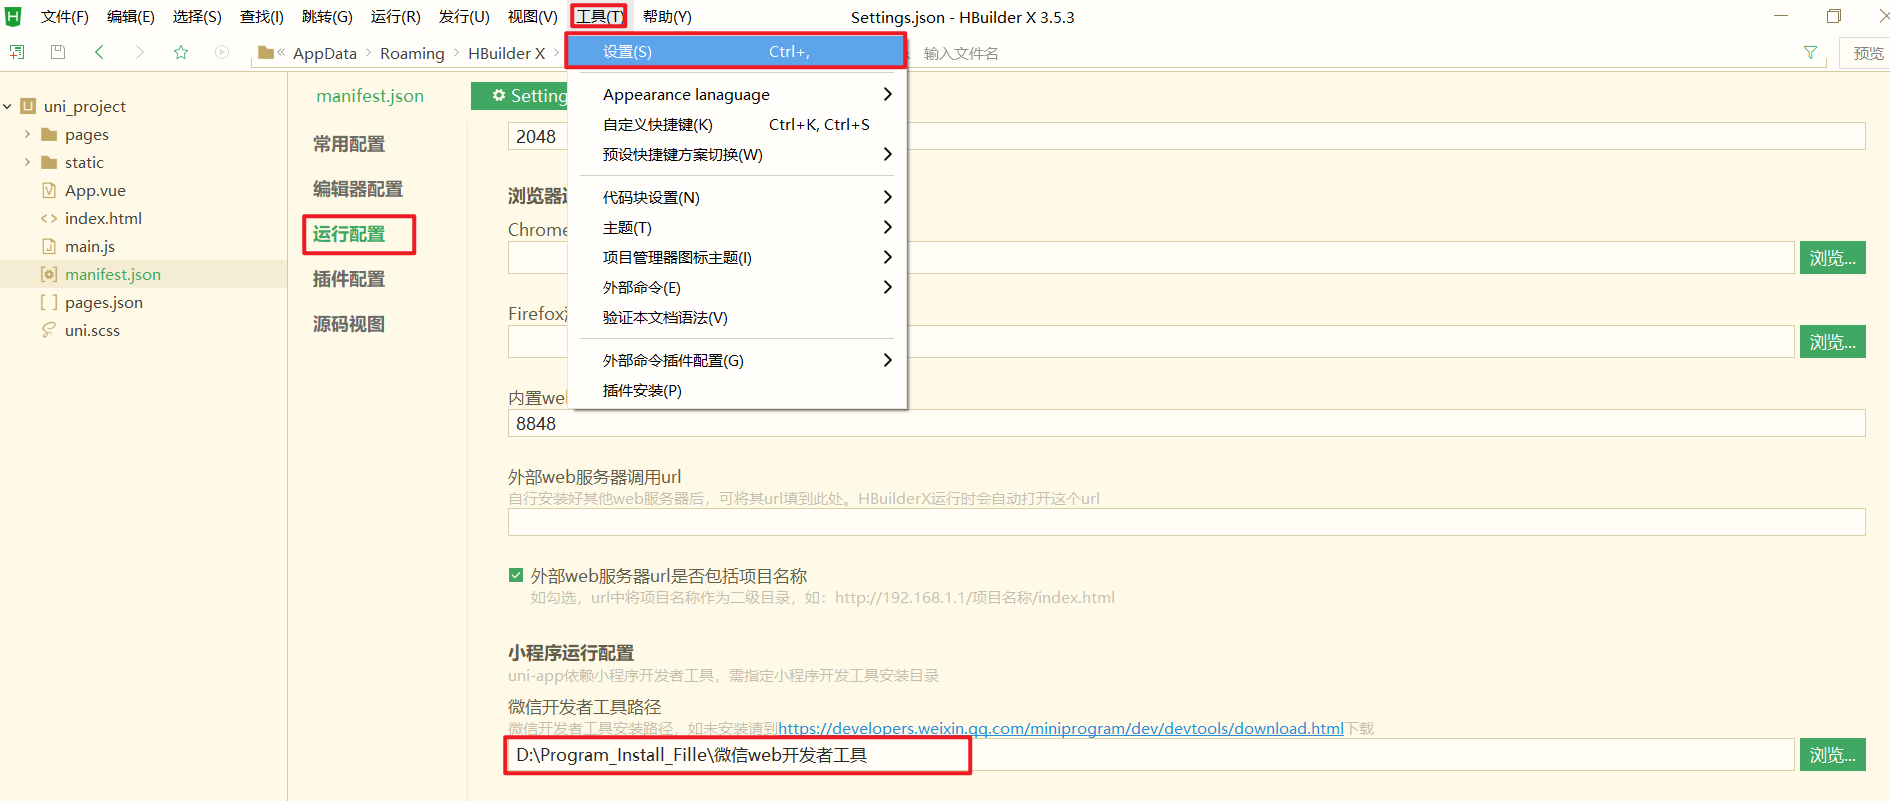 文件(F) 编辑(E) 选择(S) 查找(I) 跳转(G) 运行(R) 发行(U) 视图(V) 工具(T) 帮助(Y) Settings.json - HBuilder X 3.5.3
AppData Roaming HBuilder X 输入文件名 预览
uni_project
pages
static
App.vue
index.html
main.js
manifest.json
pages.json
uni.scss
manifest.json
常用配置
编辑器配置
运行配置
插件配置
源码视图
设置(S) Ctrl+,
Appearance lanaguage
自定义快捷键(K) Ctrl+K, Ctrl+S
预设快捷键方案切换(W)
代码块设置(N)
主题(T)
项目管理器图标主题(I)
外部命令(E)
验证本文档语法(V)
外部命令插件配置(G)
插件安装(P)
Setting
2048
浏览器
Chrome
浏览...
Firefox
浏览...
内置we
8848
外部web服务器调用url
自行安装好其他web服务器后，可将其url填到此处。HBuilderX运行时会自动打开这个url
外部web服务器url是否包括项目名称
如勾选，url中将项目名称作为二级目录，如：http://192.168.1.1/项目名称/index.html
小程序运行配置
uni-app依赖小程序开发者工具，需指定小程序开发工具安装目录
微信开发者工具路径
微信开发者工具安装路径，如未安装请到https://developers.weixin.qq.com/miniprogram/dev/devtools/download.html下载
D:\Program_Install_Fille\微信web开发者工具
浏览...